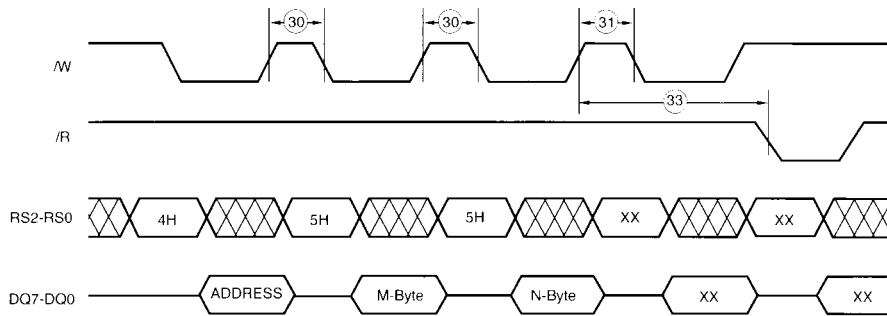 30 30 31
/W
33
/R
RS2-RS0 4H 5H 5H XX XX
DQ7-DQ0 ADDRESS M-Byte N-Byte XX XX